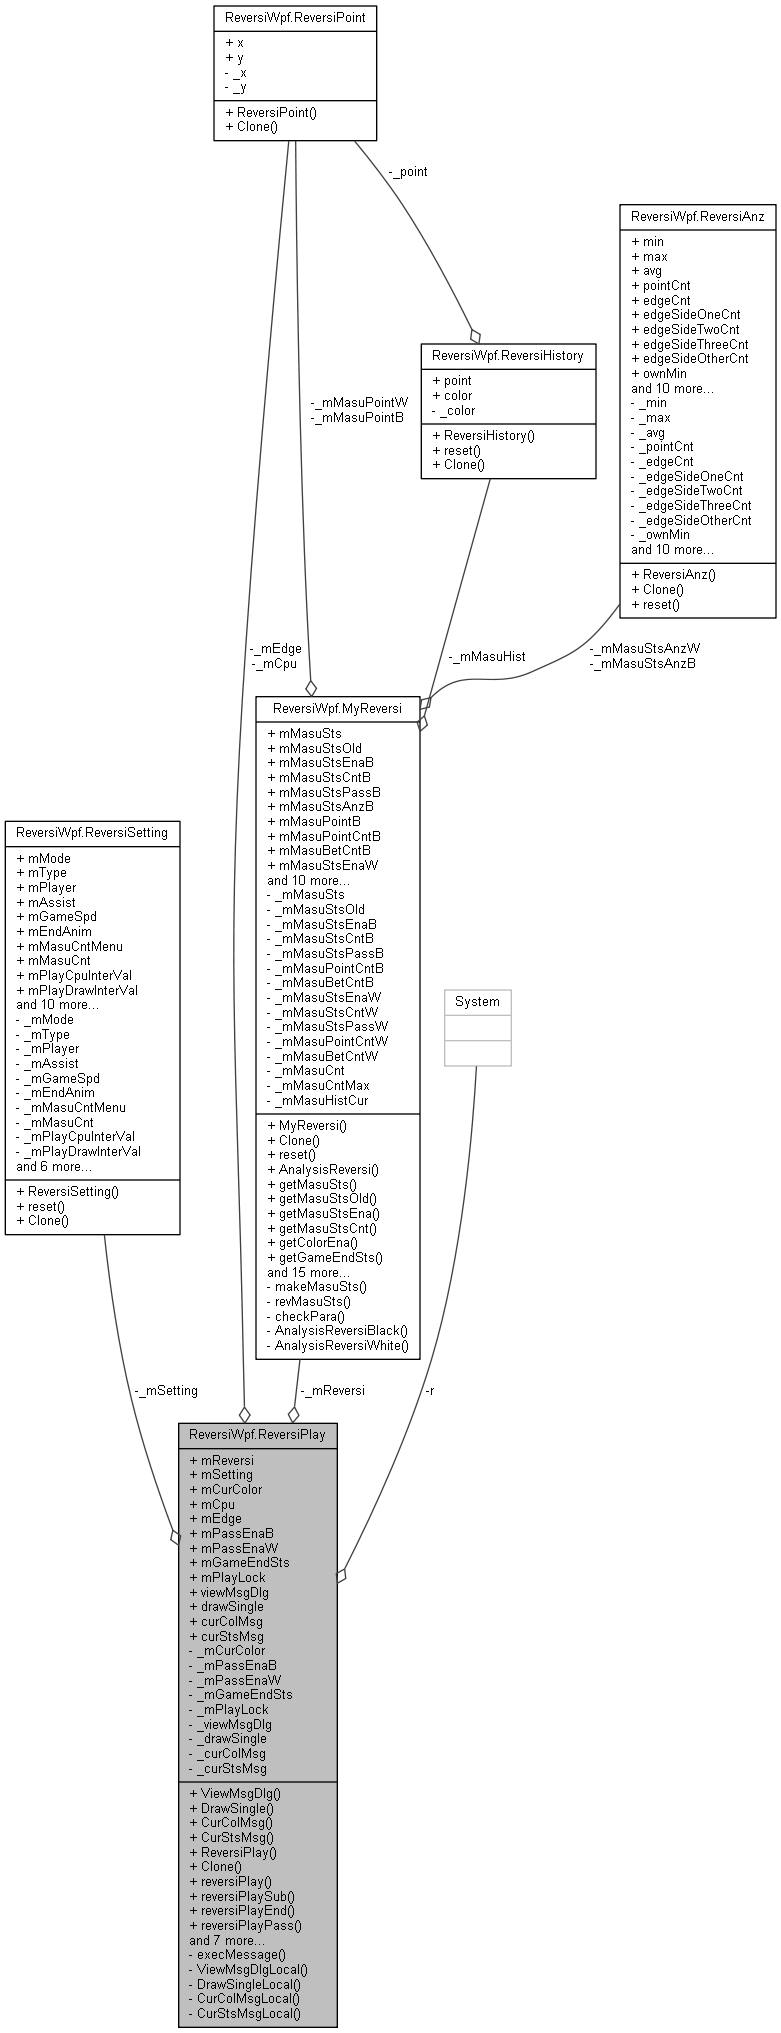 ReversiWpf.ReversiPoint
+ x
+ y
- _x
- _y
+ ReversiPoint()
+ Clone()
-_point
ReversiWpf.ReversiAnz
+ min
+ max
+ avg
+ pointCnt
+ edgeCnt
+ edgeSideOneCnt
+ edgeSideTwoCnt
+ edgeSideThreeCnt
+ edgeSideOtherCnt
+ ownMin
and 10 more...
- _min
- _max
- _avg
- _pointCnt
- _edgeCnt
- _edgeSideOneCnt
- _edgeSideTwoCnt
- _edgeSideThreeCnt
- _edgeSideOtherCnt
- _ownMin
and 10 more...
+ ReversiAnz()
+ Clone()
+ reset()
ReversiWpf.ReversiHistory
+ point
+ color
- _color
+ ReversiHistory()
+ reset()
+ Clone()
-_mMasuPointW
-_mMasuPointB
-_mEdge
-_mCpu
-_mMasuHist
-_mMasuStsAnzW
-_mMasuStsAnzB
ReversiWpf.MyReversi
+ mMasuSts
+ mMasuStsOld
+ mMasuStsEnaB
+ mMasuStsCntB
+ mMasuStsPassB
+ mMasuStsAnzB
+ mMasuPointB
+ mMasuPointCntB
+ mMasuBetCntB
+ mMasuStsEnaW
and 10 more...
- _mMasuSts
- _mMasuStsOld
- _mMasuStsEnaB
- _mMasuStsCntB
- _mMasuStsPassB
- _mMasuPointCntB
- _mMasuBetCntB
- _mMasuStsEnaW
- _mMasuStsCntW
- _mMasuStsPassW
- _mMasuPointCntW
- _mMasuBetCntW
- _mMasuCnt
- _mMasuCntMax
- _mMasuHistCur
+ MyReversi()
+ Clone()
+ reset()
+ AnalysisReversi()
+ getMasuSts()
+ getMasuStsOld()
+ getMasuStsEna()
+ getMasuStsCnt()
+ getColorEna()
+ getGameEndSts()
and 15 more...
- makeMasuSts()
- revMasuSts()
- checkPara()
- AnalysisReversiBlack()
- AnalysisReversiWhite()
ReversiWpf.ReversiSetting
+ mMode
+ mType
+ mPlayer
+ mAssist
+ mGameSpd
+ mEndAnim
+ mMasuCntMenu
+ mMasuCnt
+ mPlayCpuInterVal
+ mPlayDrawInterVal
and 10 more...
- _mMode
- _mType
- _mPlayer
- _mAssist
- _mGameSpd
- _mEndAnim
- _mMasuCntMenu
- _mMasuCnt
- _mPlayCpuInterVal
- _mPlayDrawInterVal
and 6 more...
+ ReversiSetting()
+ reset()
+ Clone()
System
-_mSetting
-_mReversi
-r
ReversiWpf.ReversiPlay
+ mReversi
+ mSetting
+ mCurColor
+ mCpu
+ mEdge
+ mPassEnaB
+ mPassEnaW
+ mGameEndSts
+ mPlayLock
+ viewMsgDlg
+ drawSingle
+ curColMsg
+ curStsMsg
- _mCurColor
- _mPassEnaB
- _mPassEnaW
- _mGameEndSts
- _mPlayLock
- _viewMsgDlg
- _drawSingle
- _curColMsg
- _curStsMsg
+ ViewMsgDlg()
+ DrawSingle()
+ CurColMsg()
+ CurStsMsg()
+ ReversiPlay()
+ Clone()
+ reversiPlay()
+ reversiPlaySub()
+ reversiPlayEnd()
+ reversiPlayPass()
and 7 more...
- execMessage()
- ViewMsgDlgLocal()
- DrawSingleLocal()
- CurColMsgLocal()
- CurStsMsgLocal()